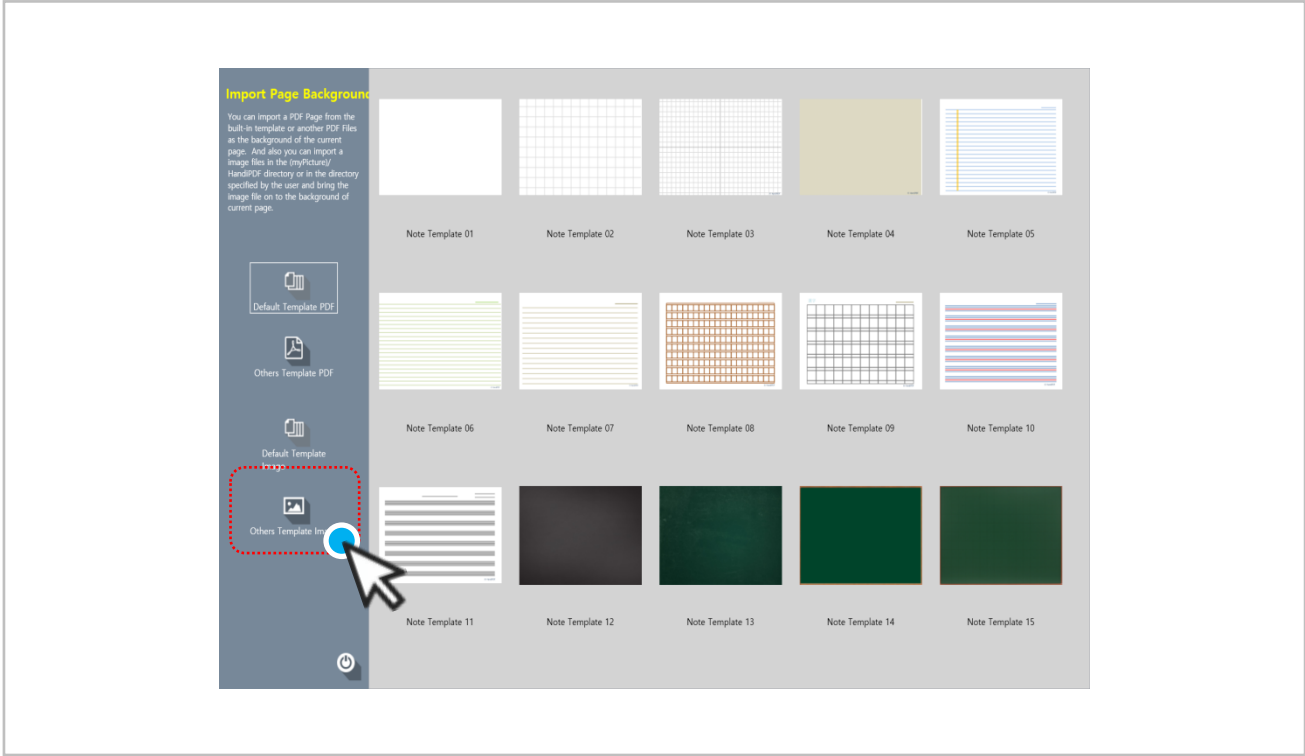 Import Page Background
You can import a PDF Page from the
built-in template or another PDF Files
as the background of the current
page. And also you can import a
image files in the (myPicture)/
HandiPDF directory or in the directory
specified by the user and bring the
image file on to the background of
current page.
Default Template PDF
Others Template PDF
Default Template
Image
Others Template Im
Note Template 01
Note Template 02
Note Template 03
Note Template 04
Note Template 05
Note Template 06
Note Template 07
Note Template 08
Note Template 09
Note Template 10
Note Template 11
Note Template 12
Note Template 13
Note Template 14
Note Template 15